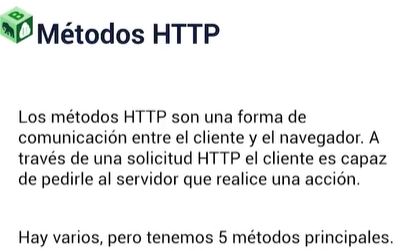 Métodos HTTP
Los métodos HTTP son una forma de
comunicación entre el cliente y el navegador. A
través de una solicitud HTTP el cliente es capaz
de pedirle al servidor que realice una acción.
Hay varios, pero tenemos 5 métodos principales.